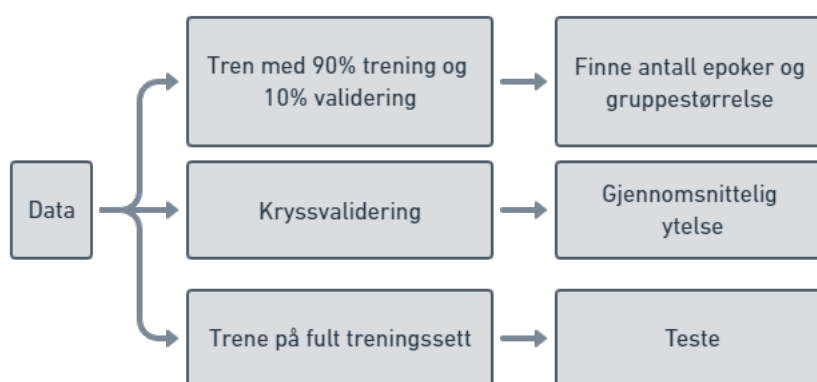 Tren med 90% trening og
10% validering
Finne antall epoker og
gruppestørrelse
Data
Kryssvalidering
Gjennomsnittelig
ytelse
Trene på fult treningssett
Teste